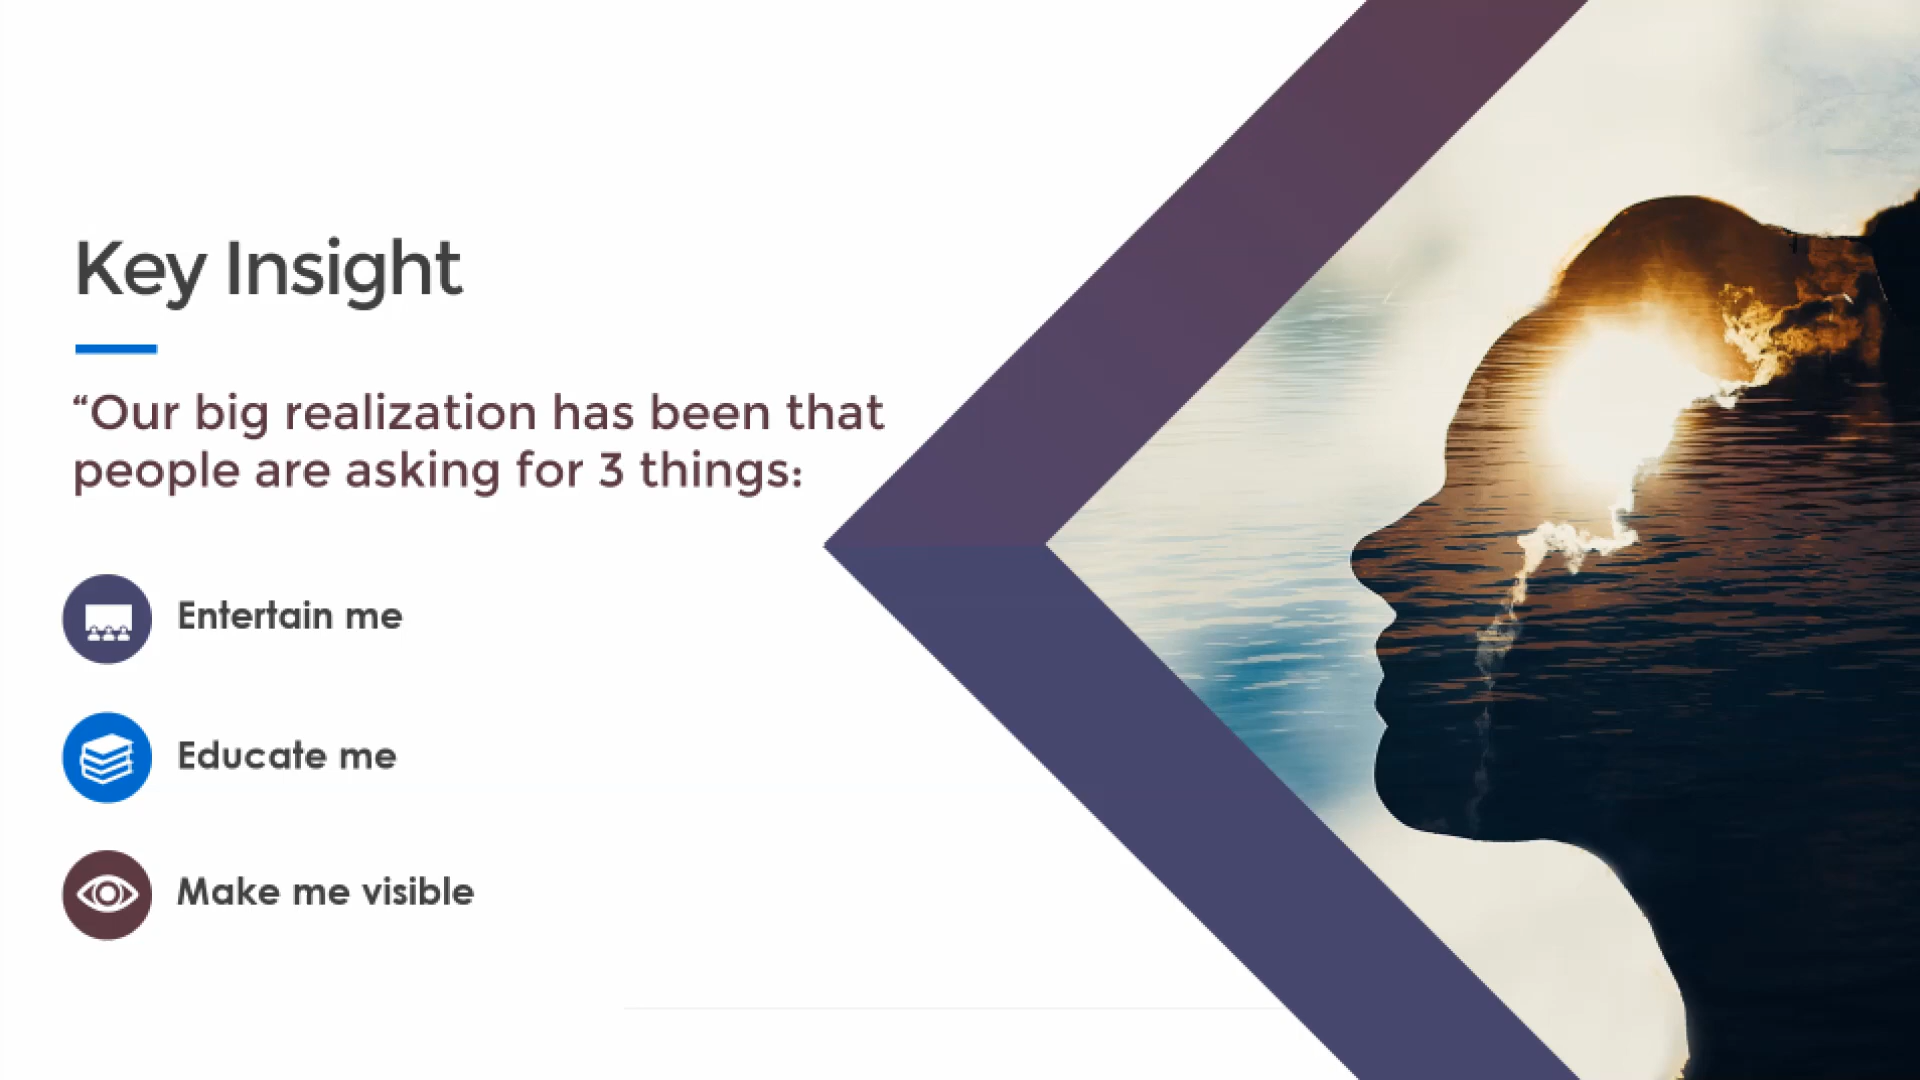 Key Insight
“Our big realization has been that
people are asking for 3 things:
Entertain me
Educate me
Make me visible